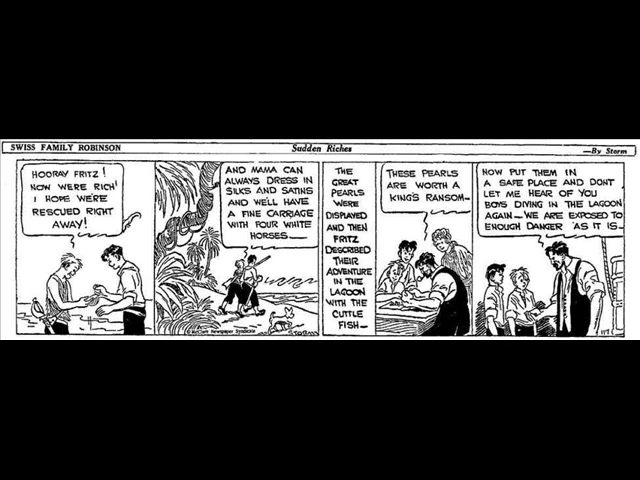 SWISS FAMILY ROBINSON
Sudden Riches
—By Storm
HOORAY FRITZ!
NOW WERE RICH!
I HOPE WE'RE
RESCUED RIGHT
AWAY!
AND MAMA CAN
ALWAYS DRESS IN
SILKS AND SATINS
AND WE'LL HAVE
A FINE CARRIAGE
WITH FOUR WHITE
HORSES—
THE
GREAT
PEARLS
WERE
DISPLAYED
AND THEN
FRITZ
DESCRIBED
THEIR
ADVENTURE
IN THE
LAGOON
WITH THE
CUTTLE
FISH—
THESE PEARLS
ARE WORTH A
KING'S RANSOM—
NOW PUT THEM IN
A SAFE PLACE AND DONT
LET ME HEAR OF YOU
BOYS DIVING IN THE LAGOON
AGAIN— WE ARE EXPOSED TO
ENOUGH DANGER AS IT IS—